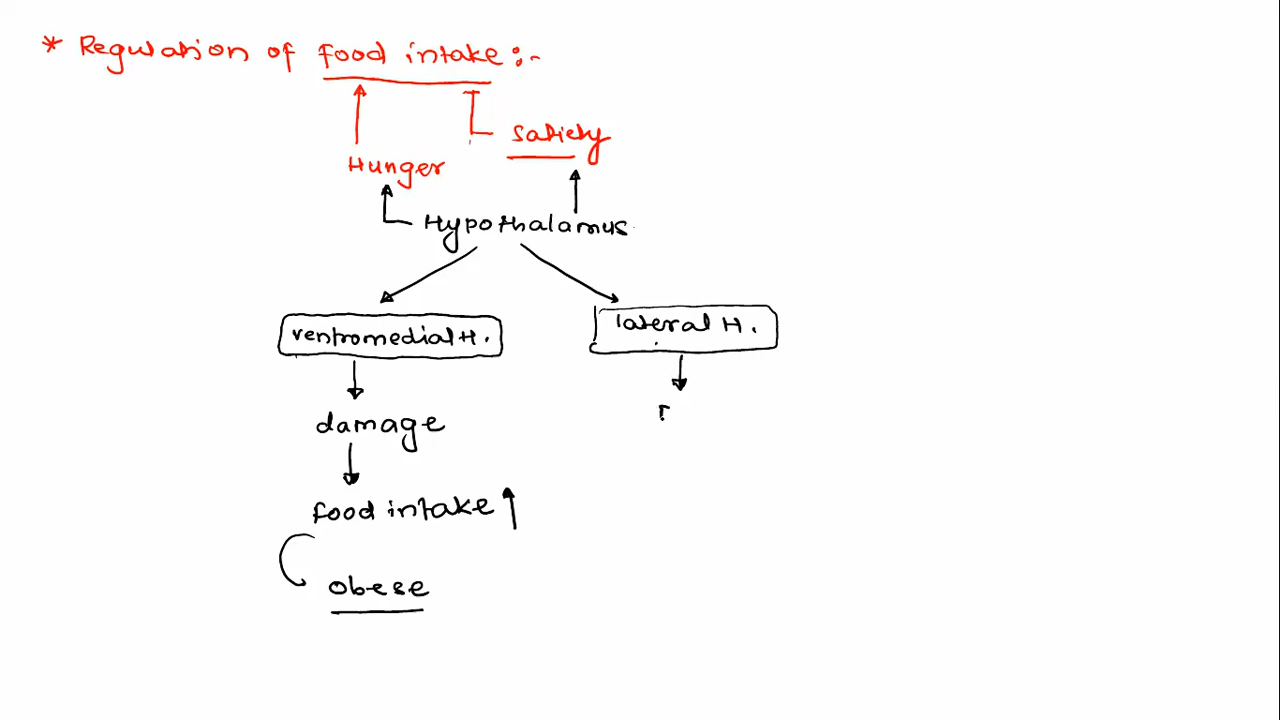 * Regulation of food intake :-
Satiety
Hunger
Hypothalamus
ventromedial H.
lateral H.
damage
food intake ↑
obese